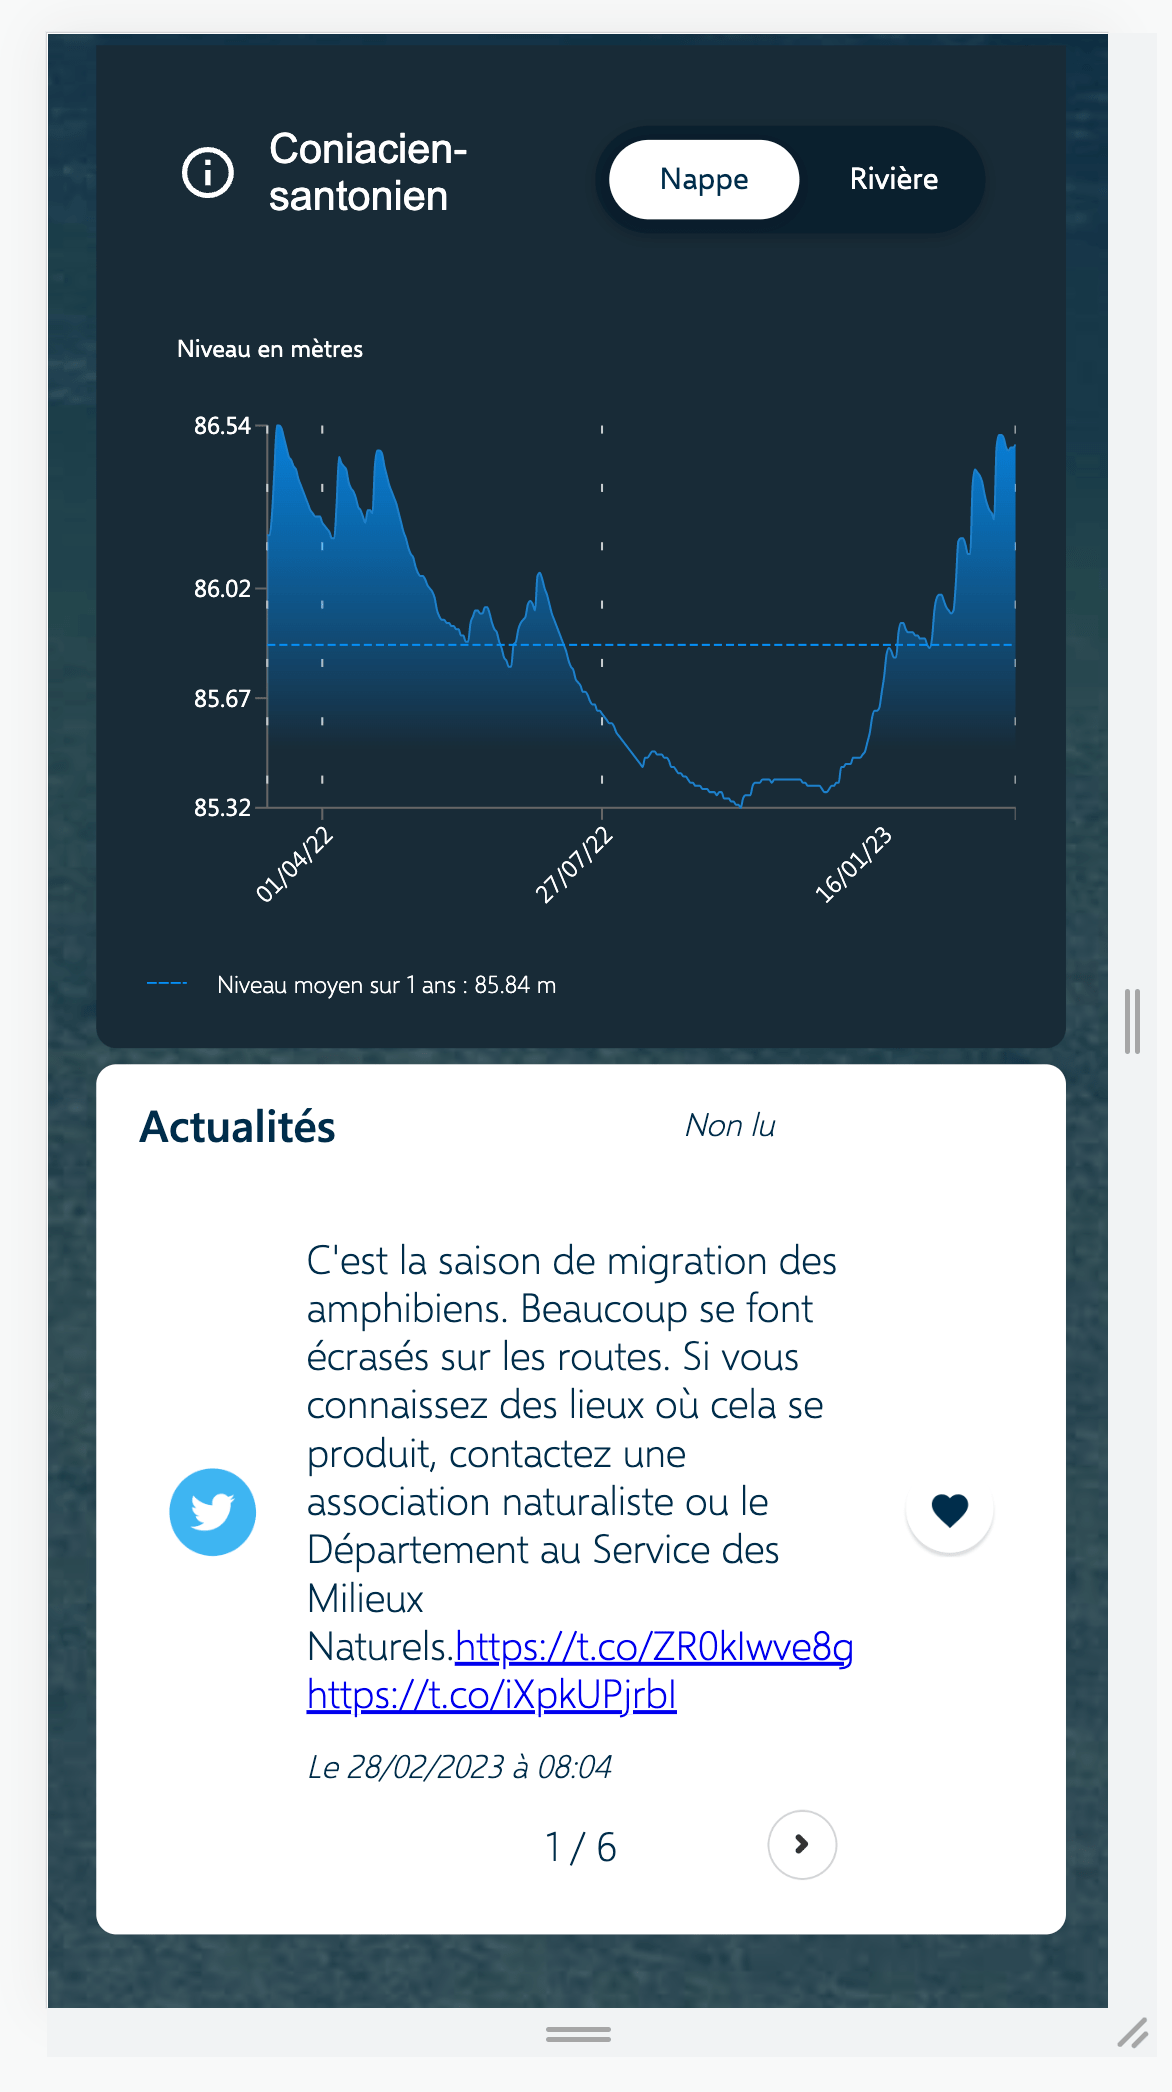 Coniacien-
santonien
Nappe
Rivière
Niveau en mètres
86.54
86.02
85.67
85.32
01/04/22
27/07/22
16/01/23
Niveau moyen sur 1 ans : 85.84 m
Actualités
Non lu
C'est la saison de migration des
amphibiens. Beaucoup se font
écrasés sur les routes. Si vous
connaissez des lieux où cela se
produit, contactez une
association naturaliste ou le
Département au Service des
Milieux
Naturels.https://t.co/ZR0kIwve8g
https://t.co/iXpkUPjrbI
Le 28/02/2023 à 08:04
1 / 6